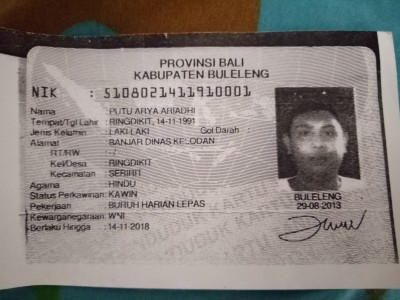 PROVINSI BALI
KABUPATEN BULELENG
NIK : 5108021411910001
Nama : PUTU ARYA ARIADHI
Tempat/Tgl Lahir : RINGDIKIT, 14-11-1991
Jenis Kelamin : LAKI-LAKI Gol Darah :
Alamat : BANJAR DINAS KELODAN
RT/RW : -/
Kel/Desa : RINGDIKIT
Kecamatan : SERIRIT
Agama : HINDU
Status Perkawinan: KAWIN
Pekerjaan : BURUH HARIAN LEPAS
Kewarganegaraan: WNI
Berlaku Hingga : 14-11-2018
BULELENG
29-08-2013